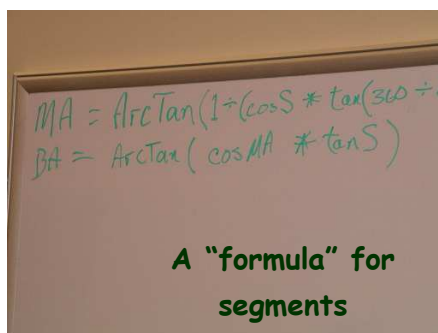 MA = ArcTan(1÷(cosS * tan(360 ÷
BA = ArcTan( cosMA * tanS)
A “formula” for
segments